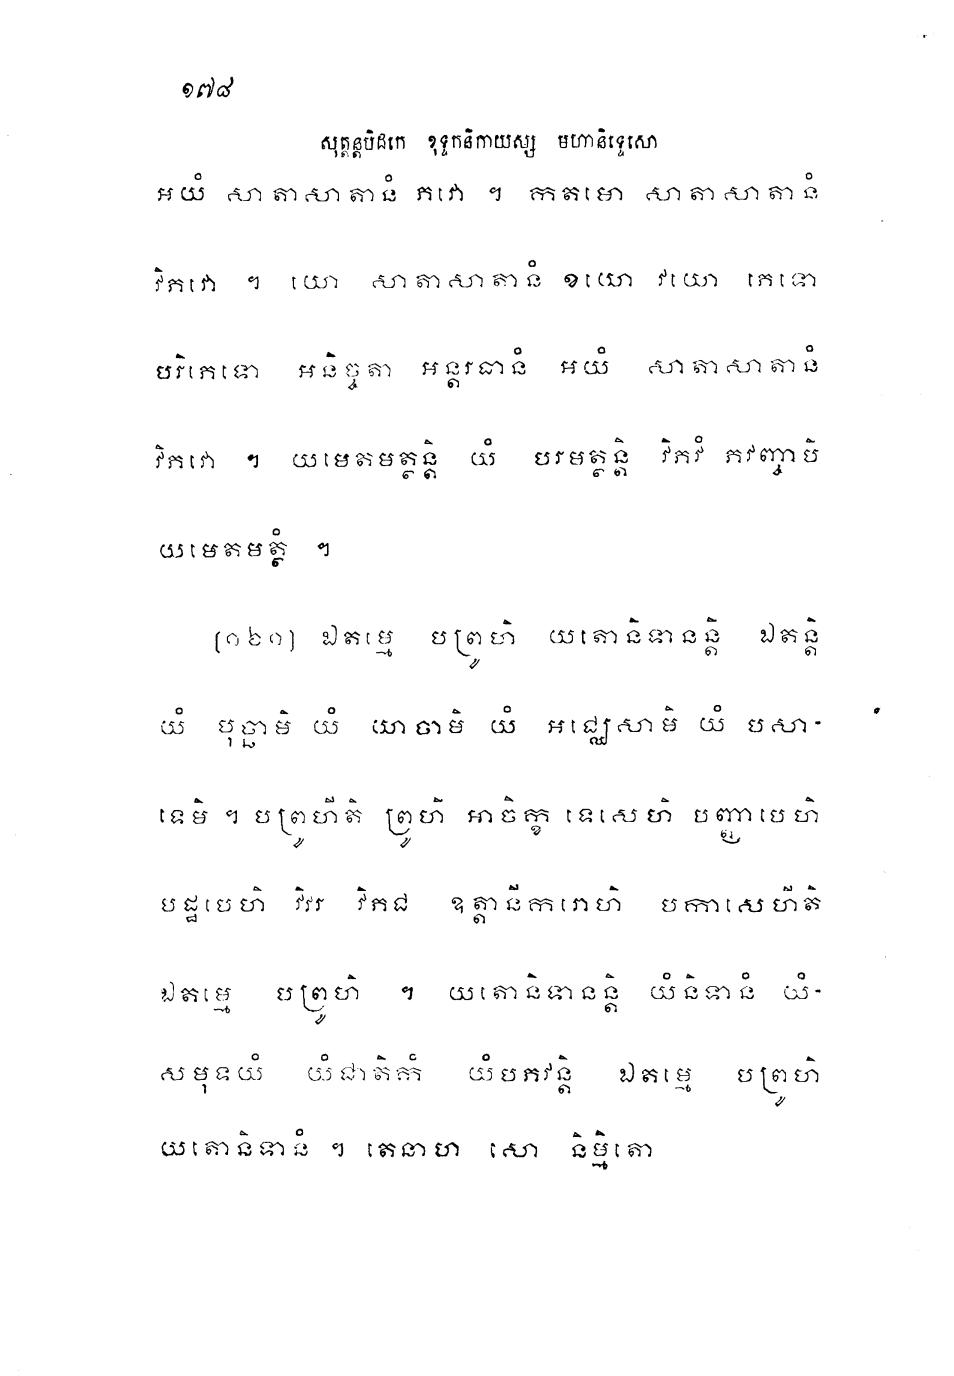 ១៧៨
សុត្តន្តបិដកេ ខុទ្ទកនិកាយស្ស មហានិទ្ទេសោ
អយំ សាតាសាតានំ ភវោ ។ កតមោ សាតាសាតានំ
វិភវោ ។ យោ សាតាសាតានំ ខយោ វយោ ភេទោ
បរិភេទោ អនិច្ចតា អន្តរធានំ អយំ សាតាសាតានំ
វិភវោ ។ យមេតមត្ថន្តិ យំ បរមត្ថន្តិ វិភវំ ភវញ្ចាបិ
យមេតមត្ថំ ។
(១៦១) ឯតម្មេ បព្រូហិ យតោនិទានន្តិ ឯតន្តិ
យំ បុច្ឆាមិ យំ យាចាមិ យំ អជ្ឈេសាមិ យំ បសា-
ទេមិ ។ បព្រូហីតិ ព្រូហិ អាចិក្ខ ទេសេហិ បញ្ញាបេហិ
បដ្ឋបេហិ វិវរ វិភជ ឧត្តានីករោហិ បកាសេហីតិ
ឯតម្មេ បព្រូហិ ។ យតោនិទានន្តិ យំនិទានំ យំ-
សមុទយំ យំជាតិកំ យំបភវន្តិ ឯតម្មេ បព្រូហិ
យតោនិទានំ ។ តេនាហ សោ និម្មិតោ